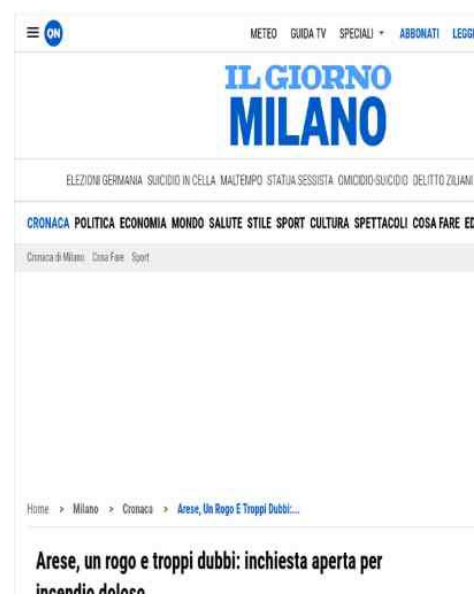 ON METEO GUIDA TV SPECIALI ABBONATI LEGGI
IL GIORNO
MILANO
ELEZIONI GERMANIA SUICIDIO IN CELLA MALTEMPO STATUA SESSISTA OMICIDIO-SUICIDIO DELITTO ZILIANI
CRONACA POLITICA ECONOMIA MONDO SALUTE STILE SPORT CULTURA SPETTACOLI COSA FARE ED
Cronaca di Milano Cosa Fare Sport
Home > Milano > Cronaca > Arese, Un Rogo E Troppi Dubbi:...
Arese, un rogo e troppi dubbi: inchiesta aperta per
incendio doloso